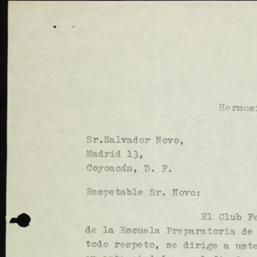 Hermosi
Sr.Salvador Novo,
Madrid 13,
Coyoacán, D. F.
Respetable Sr. Novo:
El Club Fe
de la Escuela Preparatoria de
todo respeto, se dirige a uste